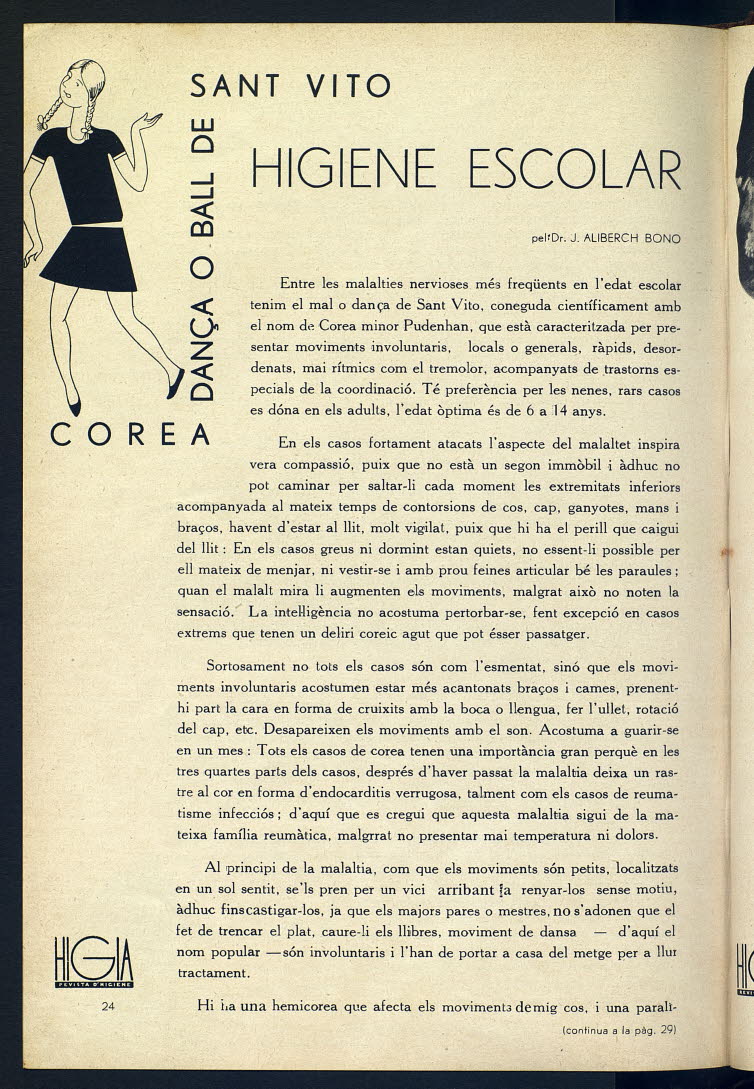 SANT VITO
DANÇA O BALL DE
COREA
HIGIENE ESCOLAR
pel Dr. J. ALIBERCH BONO
Entre les malalties nervioses més freqüents en l'edat escolar
tenim el mal o dança de Sant Vito, coneguda científicament amb
el nom de Corea minor Pudenhan, que està caracteritzada per pre-
sentar moviments involuntaris, locals o generals, ràpids, desor-
denats, mai rítmics com el tremolor, acompanyats de trastorns es-
pecials de la coordinació. Té preferència per les nenes, rars casos
es dóna en els adults, l'edat òptima és de 6 a 14 anys.
En els casos fortament atacats l'aspecte del malaltet inspira
vera compassió, puix que no està un segon immòbil i àdhuc no
pot caminar per saltar-li cada moment les extremitats inferiors
acompanyada al mateix temps de contorsions de cos, cap, ganyotes, mans i
braços, havent d'estar al llit, molt vigilat, puix que hi ha el perill que caigui
del llit : En els casos greus ni dormint estan quiets, no essent-li possible per
ell mateix de menjar, ni vestir-se i amb prou feines articular bé les paraules ;
quan el malalt mira li augmenten els moviments, malgrat això no noten la
sensació. La intel·ligència no acostuma pertorbar-se, fent excepció en casos
extrems que tenen un deliri coreic agut que pot ésser passatger.
Sortosament no tots els casos són com l'esmentat, sinó que els movi-
ments involuntaris acostumen estar més acantonats braços i cames, prenent-
hi part la cara en forma de cruixits amb la boca o llengua, fer l'ullet, rotació
del cap, etc. Desapareixen els moviments amb el son. Acostuma a guarir-se
en un mes : Tots els casos de corea tenen una importància gran perquè en les
tres quartes parts dels casos, després d'haver passat la malaltia deixa un ras-
tre al cor en forma d'endocarditis verrugosa, talment com els casos de reuma-
tisme infecciós ; d'aquí que es cregui que aquesta malaltia sigui de la ma-
teixa família reumàtica, malgrrat no presentar mai temperatura ni dolors.
Al principi de la malaltia, com que els moviments són petits, localitzats
en un sol sentit, se'ls pren per un vici arribant a renyar-los sense motiu,
àdhuc fins castigar-los, ja que els majors pares o mestres, no s'adonen que el
fet de trencar el plat, caure-li els llibres, moviment de dansa — d'aquí el
nom popular — són involuntaris i l'han de portar a casa del metge per a llur
tractament.
Hi ha una hemicorea que afecta els moviments de mig cos, i una paralí-
(continua a la pàg. 29)
HIGIA
REVISTA D'HIGIENE
24